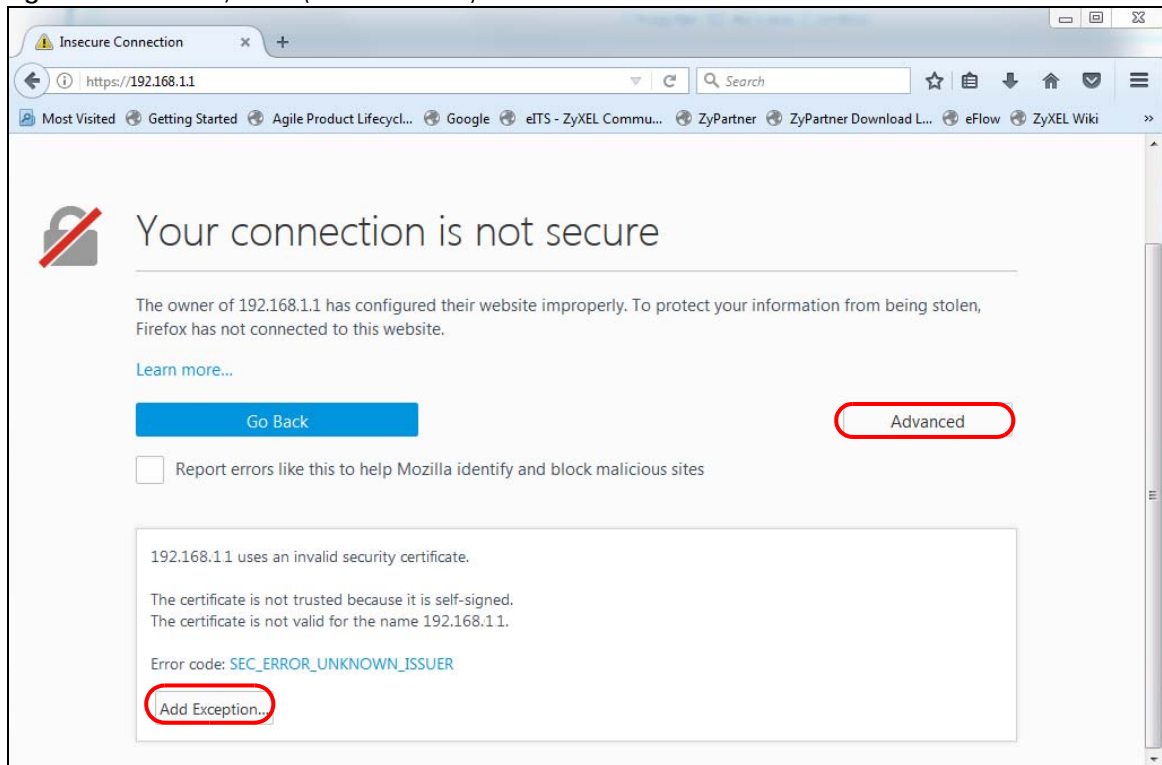 Insecure Connection
https://192.168.1.1
Search
Most Visited Getting Started Agile Product Lifecycl... Google eITS - ZyXEL Commu... ZyPartner ZyPartner Download L... eFlow ZyXEL Wiki »
Your connection is not secure
The owner of 192.168.1.1 has configured their website improperly. To protect your information from being stolen,
Firefox has not connected to this website.
Learn more...
Go Back
Advanced
Report errors like this to help Mozilla identify and block malicious sites
192.168.1.1 uses an invalid security certificate.
The certificate is not trusted because it is self-signed.
The certificate is not valid for the name 192.168.1.1.
Error code: SEC_ERROR_UNKNOWN_ISSUER
Add Exception...